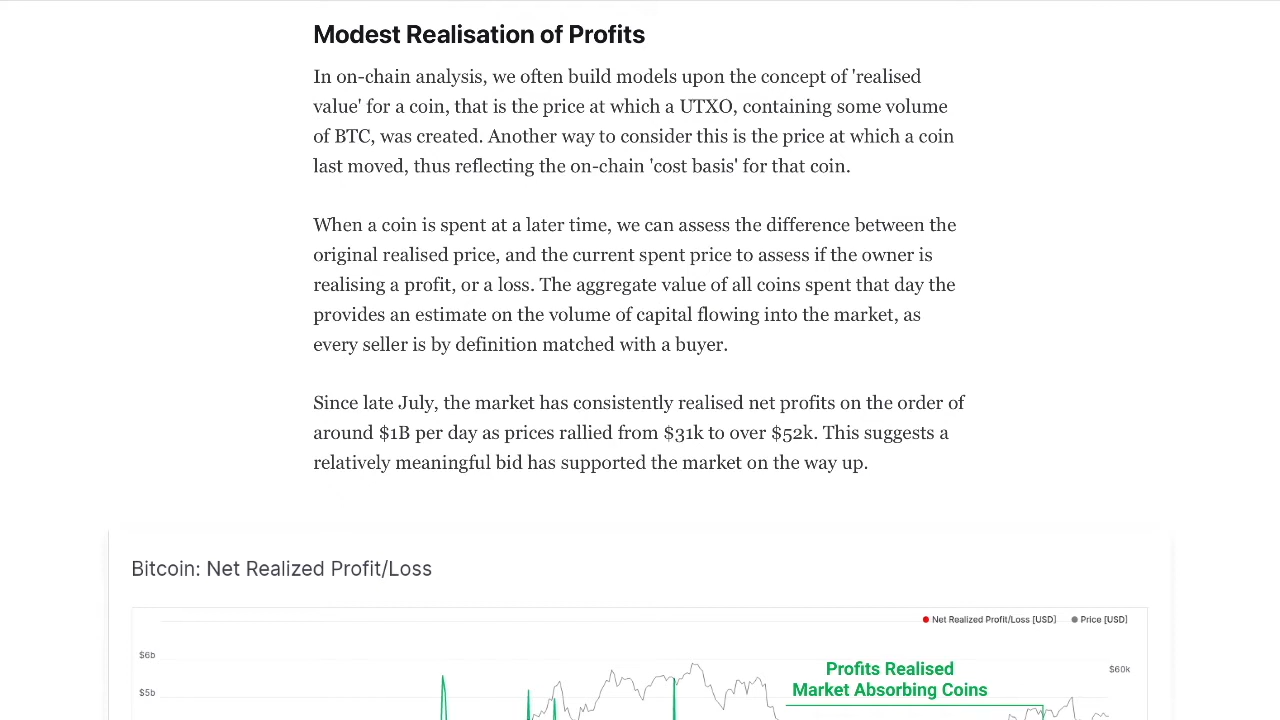 Modest Realisation of Profits
In on-chain analysis, we often build models upon the concept of 'realised
value' for a coin, that is the price at which a UTXO, containing some volume
of BTC, was created. Another way to consider this is the price at which a coin
last moved, thus reflecting the on-chain 'cost basis' for that coin.
When a coin is spent at a later time, we can assess the difference between the
original realised price, and the current spent price to assess if the owner is
realising a profit, or a loss. The aggregate value of all coins spent that day the
provides an estimate on the volume of capital flowing into the market, as
every seller is by definition matched with a buyer.
Since late July, the market has consistently realised net profits on the order of
around $1B per day as prices rallied from $31k to over $52k. This suggests a
relatively meaningful bid has supported the market on the way up.
Bitcoin: Net Realized Profit/Loss
Net Realized Profit/Loss [USD] Price [USD]
$6b
$60k
Profits Realised
Market Absorbing Coins
$5b